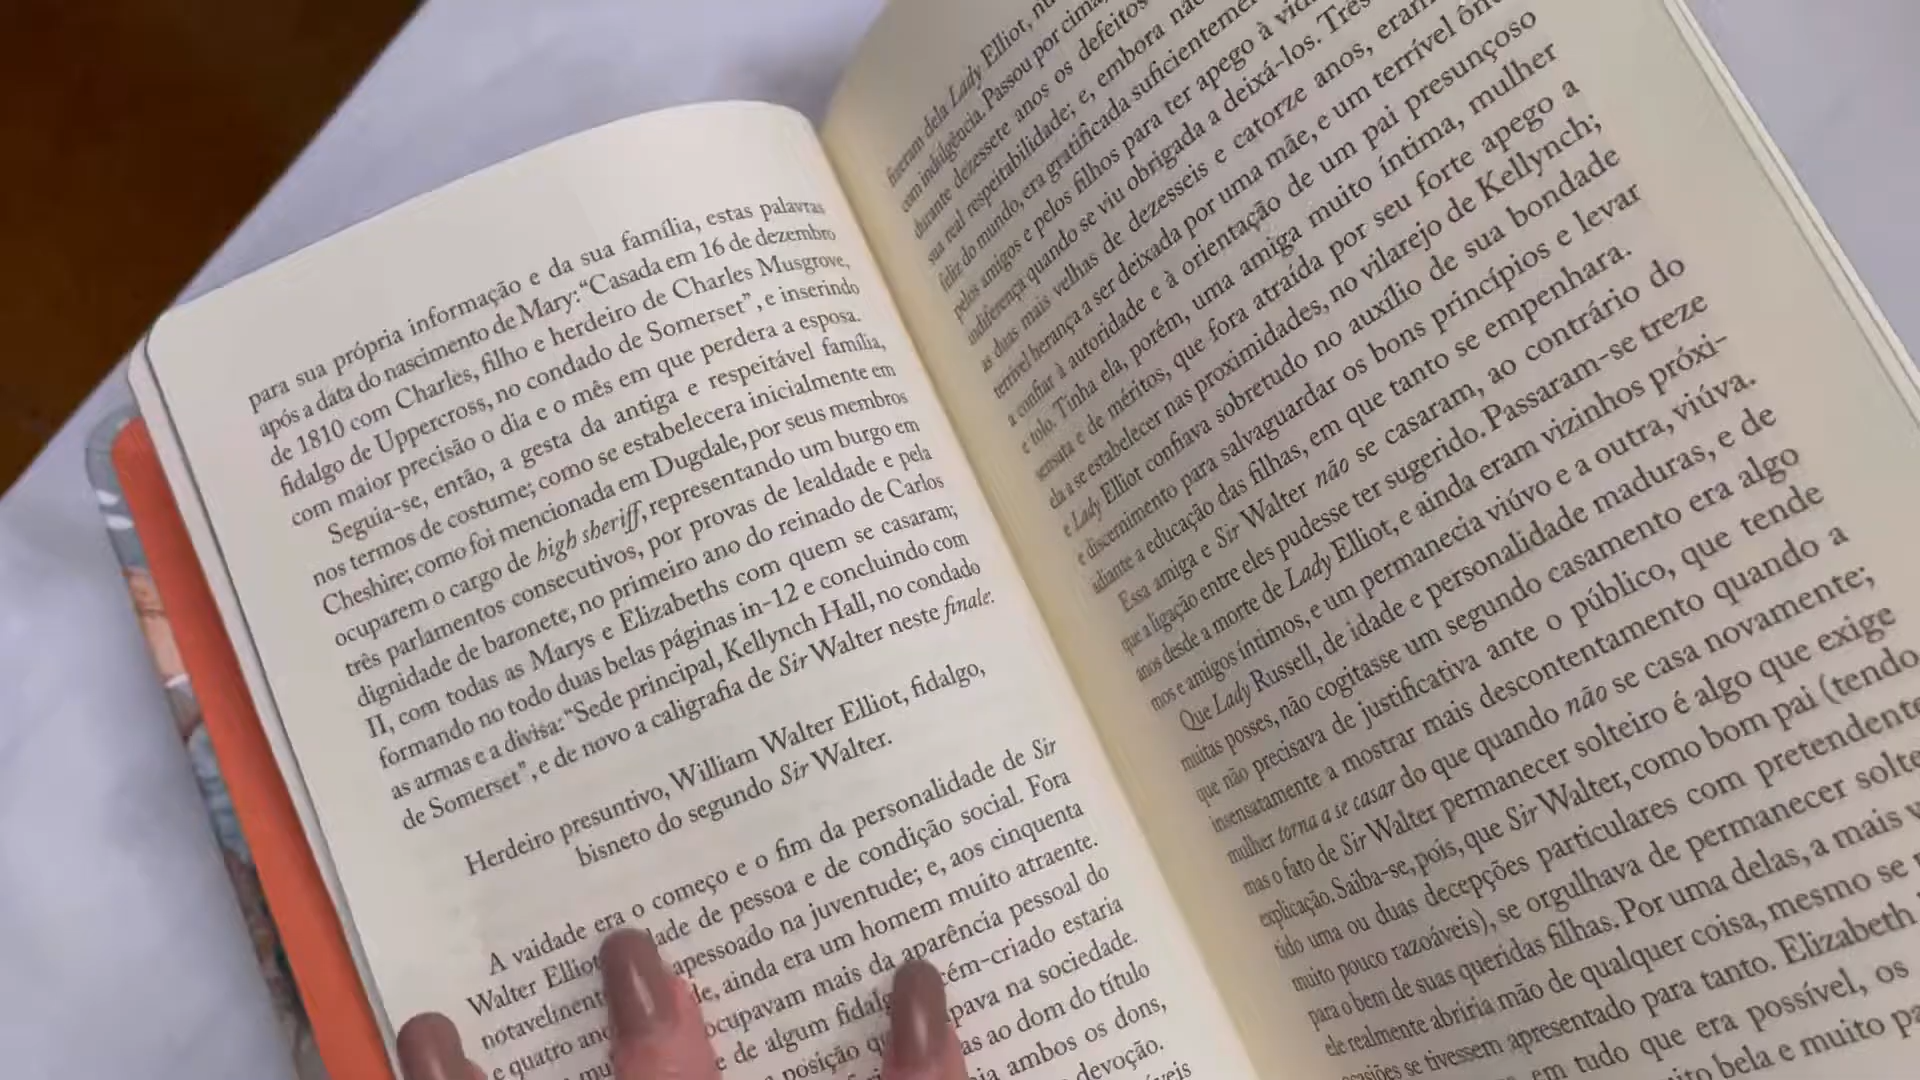 para sua própria informação e da sua família, estas palavras
após a data do nascimento de Mary: “Casada em 16 de dezembro
de 1810 com Charles, filho e herdeiro de Charles Musgrove,
fidalgo de Uppercross, no condado de Somerset”, e inserindo
com maior precisão o dia e o mês em que perdera a esposa.
Seguia-se, então, a gesta da antiga e respeitável família,
nos termos de costume; como se estabelecera inicialmente em
Cheshire; como foi mencionada em Dugdale, por seus membros
ocuparem o cargo de high sheriff, representando um burgo em
três parlamentos consecutivos, por provas de lealdade e pela
dignidade de baronete, no primeiro ano do reinado de Carlos
II, com todas as Marys e Elizabeths com quem se casaram;
formando no todo duas belas páginas in-12 e concluindo com
as armas e a divisa: “Sede principal, Kellynch Hall, no condado
de Somerset”, e de novo a caligrafia de Sir Walter neste finale:
Herdeiro presuntivo, William Walter Elliot, fidalgo,
bisneto do segundo Sir Walter.
A vaidade era o começo e o fim da personalidade de Sir
Walter Elliot dade de pessoa e de condição social. Fora
apessoado na juventude; e, aos cinquenta
e quatro ainda era um homem muito atraente.
ocupavam mais da aparência pessoal do
de algum estaria
posição na sociedade.
as ao dom do título
ambos os dons,
devoção.
fizeram dela Lady Elliot,
com indulgência. Passou por cima,
durante dezessete anos os defeitos
sua real respeitabilidade; e, embora
feliz do mundo, era gratificada suficientemen
pelos amigos e pelos filhos para ter apego à
indiferença quando se viu obrigada a deixá-los. Três
as duas mais velhas de dezesseis e catorze anos, eram
terrível herança a ser deixada por uma mãe, e um terrível
a confiar à autoridade e à orientação de um pai presunçoso
e tolo. Tinha ela, porém, uma amiga muito íntima, mulher
sensata e de méritos, que fora atraída por seu forte apego a
ela a se estabelecer nas proximidades, no vilarejo de Kellynch;
e Lady Elliot confiava sobretudo no auxílio de sua bondade
e discernimento para salvaguardar os bons princípios e levar
adiante a educação das filhas, em que tanto se empenhara.
Essa amiga e Sir Walter não se casaram, ao contrário do
que a ligação entre eles pudesse ter sugerido. Passaram-se treze
anos desde a morte de Lady Elliot, e ainda eram vizinhos próxi-
mos e amigos íntimos, e um permanecia viúvo e a outra, viúva.
Que Lady Russell, de idade e personalidade maduras, e de
muitas posses, não cogitasse um segundo casamento era algo
que não precisava de justificativa ante o público, que tende
insensatamente a mostrar mais descontentamento quando a
mulher torna a se casar do que quando não se casa novamente;
mas o fato de Sir Walter permanecer solteiro é algo que exige
explicação. Saiba-se, pois, que Sir Walter, como bom pai (tendo
tido uma ou duas decepções particulares com pretendente
muito pouco razoáveis), se orgulhava de permanecer solte
para o bem de suas queridas filhas. Por uma delas, a mais v
ele realmente abriria mão de qualquer coisa, mesmo se
se tivessem apresentado para tanto. Elizabeth
em tudo que era possível, os
bela e muito